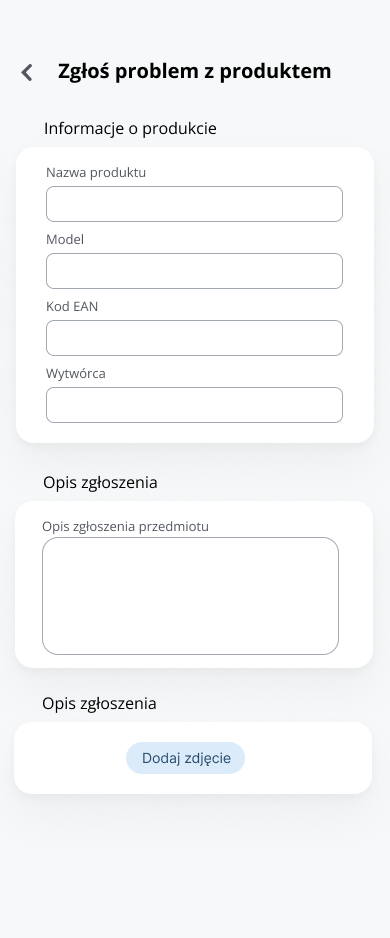 Zgłoś problem z produktem
Informacje o produkcie
Nazwa produktu
Model
Kod EAN
Wytwórca
Opis zgłoszenia
Opis zgłoszenia przedmiotu
Opis zgłoszenia
Dodaj zdjęcie